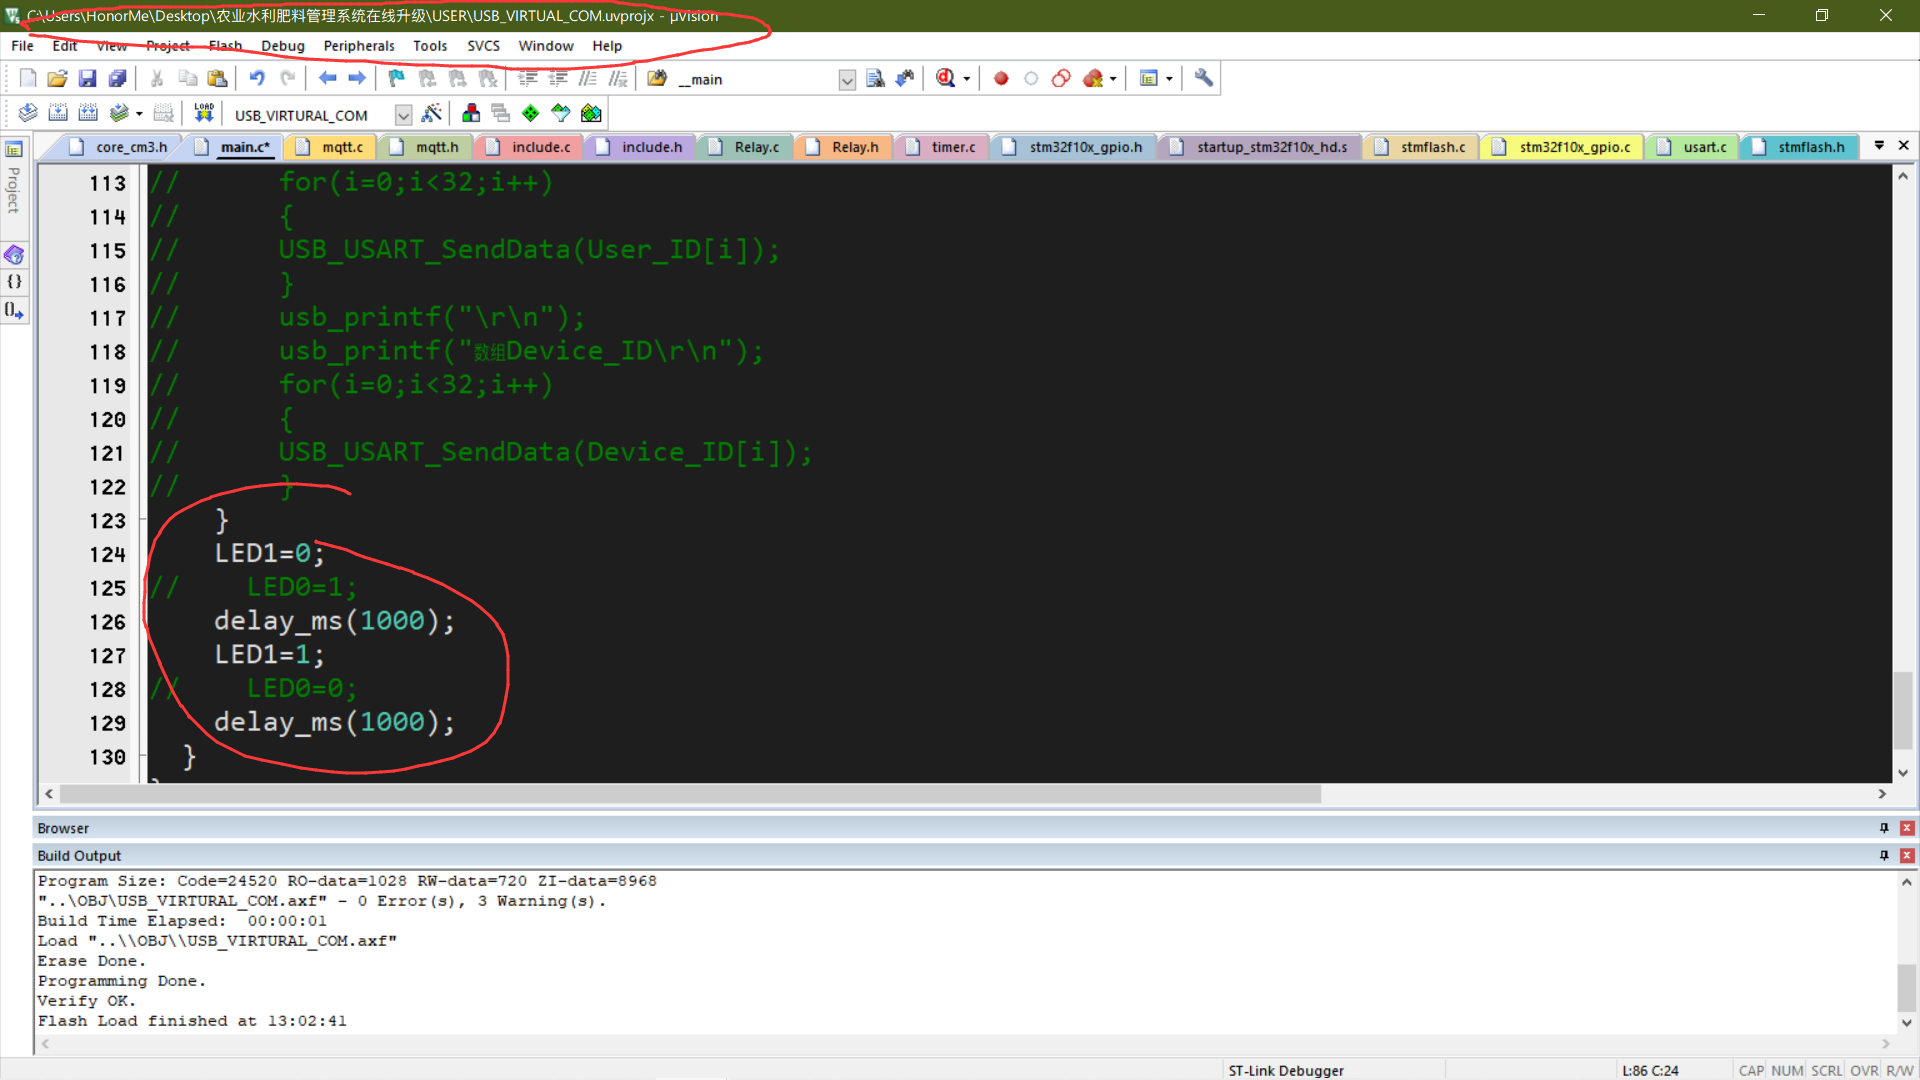 C:\Users\HonorMe\Desktop\农业水利肥料管理系统在线升级\USER\USB_VIRTUAL_COM.uvprojx - µVision
File Edit View Project Flash Debug Peripherals Tools SVCS Window Help
__main
LOAD USB_VIRTURAL_COM
core_cm3.h main.c* mqtt.c mqtt.h include.c include.h Relay.c Relay.h timer.c stm32f10x_gpio.h startup_stm32f10x_hd.s stmflash.c stm32f10x_gpio.c usart.c stmflash.h
Project
113 // for(i=0;i<32;i++)
114 // {
115 // USB_USART_SendData(User_ID[i]);
116 // }
117 // usb_printf("\r\n");
118 // usb_printf("数组Device_ID\r\n");
119 // for(i=0;i<32;i++)
120 // {
121 // USB_USART_SendData(Device_ID[i]);
122 // }
123 }
124 LED1=0;
125 // LED0=1;
126 delay_ms(1000);
127 LED1=1;
128 // LED0=0;
129 delay_ms(1000);
130 }
Browser
Build Output
Program Size: Code=24520 RO-data=1028 RW-data=720 ZI-data=8968
"..\OBJ\USB_VIRTURAL_COM.axf" - 0 Error(s), 3 Warning(s).
Build Time Elapsed:  00:00:01
Load "..\\OBJ\\USB_VIRTURAL_COM.axf"
Erase Done.
Programming Done.
Verify OK.
Flash Load finished at 13:02:41
ST-Link Debugger L:86 C:24 CAP NUM SCRL OVR R/W